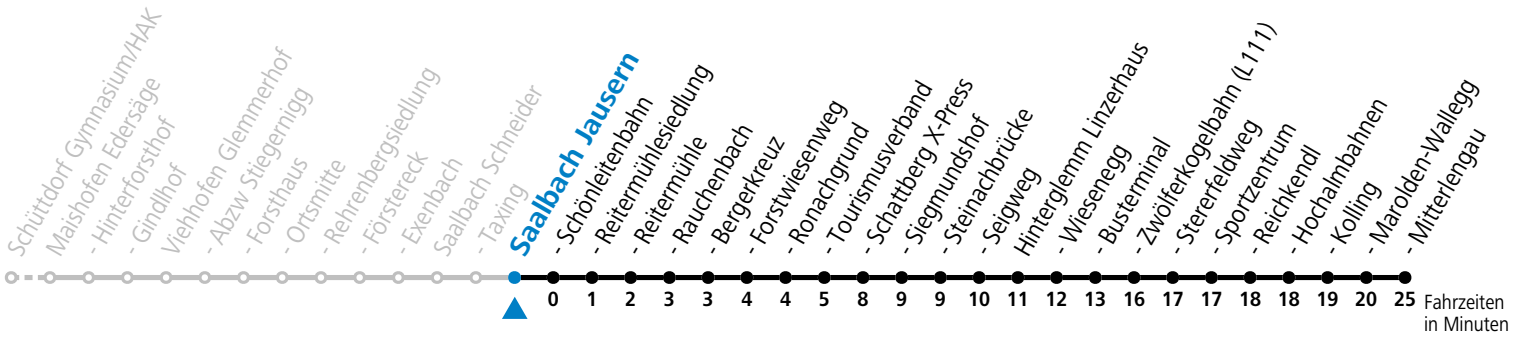 Schüttdorf Gymnasium/HAK
Maishofen Edersäge
- Hinterforsthof
- Gindlhof
Viehhofen Glemmerhof
- Abzw Stiegernigg
- Forsthaus
- Ortsmitte
- Rehrenbergsiedlung
- Förstereck
- Exenbach
Saalbach Schneider
- Taxing
Saalbach Jausern
- Schönleitenbahn
- Reitermühlesiedlung
- Reitermühle
- Rauchenbach
- Bergerkreuz
- Forstwiesenweg
- Ronachgrund
- Tourismusverband
- Schattberg X-Press
- Siegmundshof
- Steinachbrücke
- Seigweg
Hinterglemm Linzerhaus
- Wiesenegg
- Busterminal
- Zwölferkogelbahn (L111)
- Stererfeldweg
- Sportzentrum
- Reichkendl
- Hochalmbahnen
- Kolling
- Marolden-Wallegg
- Mitterlengau
0 1 2 3 3 4 4 5 8 9 9 10 11 12 13 16 17 17 18 18 19 20 25
Fahrzeiten
in Minuten